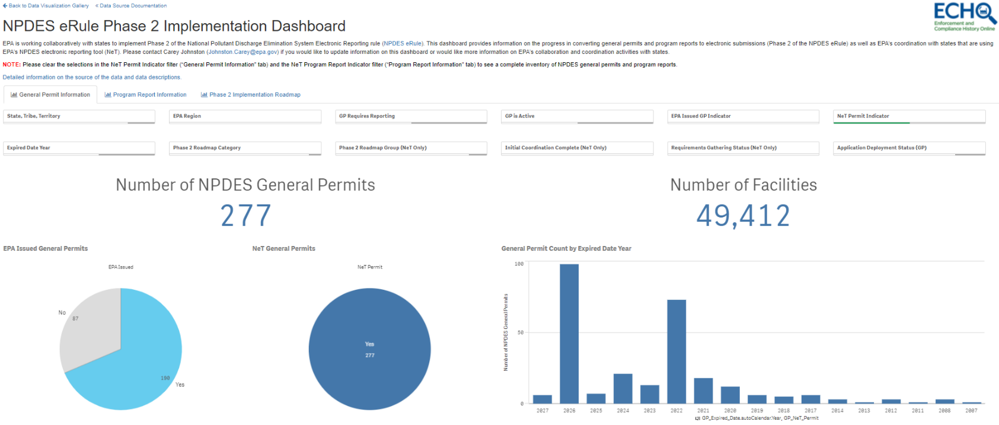 Back to Data Visualization Gallery « Data Source Documentation
ECHO
Enforcement and
Compliance History Online
NPDES eRule Phase 2 Implementation Dashboard
EPA is working collaboratively with states to implement Phase 2 of the National Pollutant Discharge Elimination System Electronic Reporting rule (NPDES eRule). This dashboard provides information on the progress in converting general permits and program reports to electronic submissions (Phase 2 of the NPDES eRule) as well as EPA's coordination with states that are using
EPA's NPDES electronic reporting tool (NeT). Please contact Carey Johnston (Johnston.Carey@epa.gov) if you would like to update information on this dashboard or would like more information on EPA's collaboration and coordination activities with states.
NOTE: Please clear the selections in the NeT Permit Indicator filter ("General Permit Information" tab) and the NeT Program Report Indicator filter ("Program Report Information" tab) to see a complete inventory of NPDES general permits and program reports.
Detailed information on the source of the data and data descriptions.
General Permit Information Program Report Information Phase 2 Implementation Roadmap
State, Tribe, Territory EPA Region GP Requires Reporting GP is Active EPA Issued GP Indicator NeT Permit Indicator
Expired Date Year Phase 2 Roadmap Category Phase 2 Roadmap Group (NeT Only) Initial Coordination Complete (NeT Only) Requirements Gathering Status (NeT Only) Application Deployment Status (GP)
Number of NPDES General Permits
277
Number of Facilities
49,412
EPA Issued General Permits
EPA Issued
No
87
190
Yes
NeT General Permits
NeT Permit
Yes
277
General Permit Count by Expired Date Year
Number of NPDES General Permits
100
50
0
2027 2026 2025 2024 2023 2022 2021 2020 2019 2018 2017 2014 2013 2012 2011 2008 2007
GP_Expired_Date.autoCalendar.Year, GP_NeT_Permit